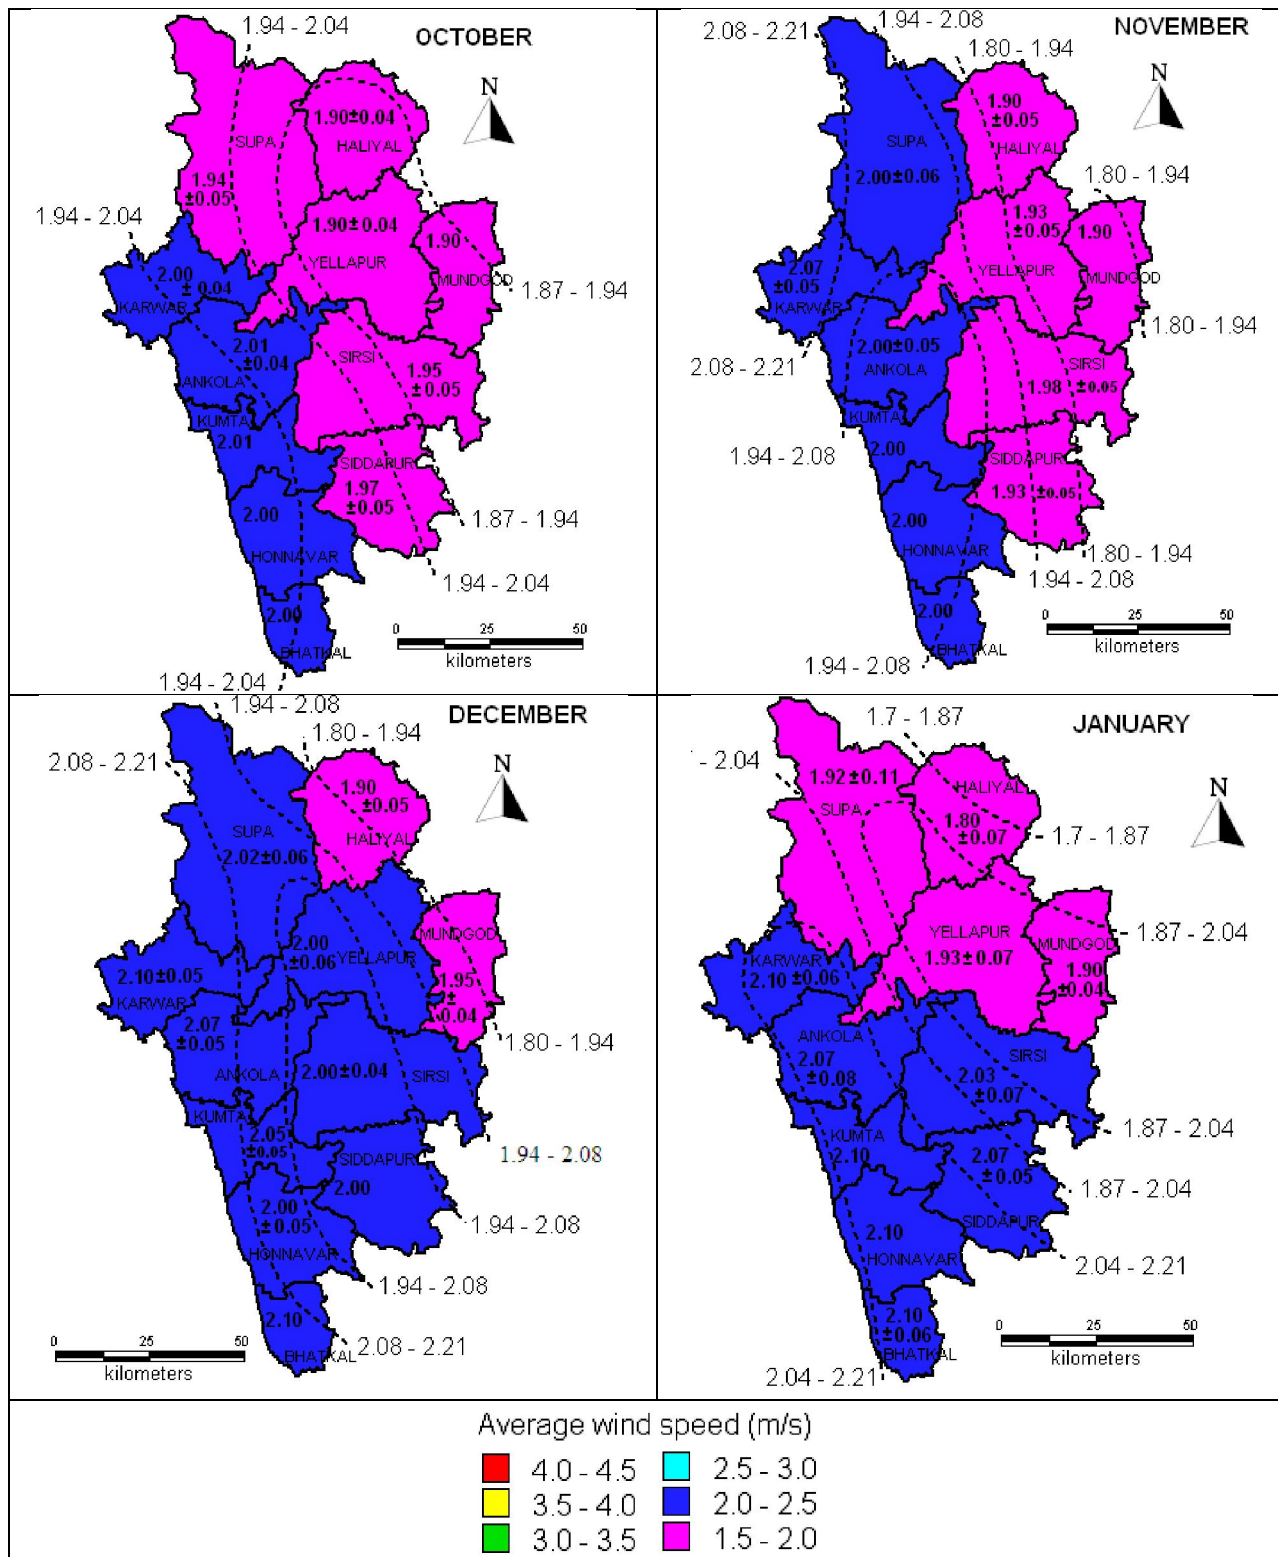 OCTOBER
1.94 - 2.04
N
1.90±0.04
HALIYAL
SUPA
1.94
±0.05
1.94 - 2.04
1.90±0.04
YELLAPUR
1.90
MUNDGOD
1.87 - 1.94
2.00
±0.04
KARWAR
2.01
±0.04
ANKOLA
SIRSI
1.95
±0.05
KUMTA
2.01
SIDDAPUR
1.97
±0.05
2.00
HONNAVAR
1.87 - 1.94
1.94 - 2.04
2.00
BHATKAL
0 25 50
kilometers
1.94 - 2.04
NOVEMBER
2.08 - 2.21
1.94 - 2.08
1.80 - 1.94
N
1.90
±0.05
HALIYAL
SUPA
2.00±0.06
1.80 - 1.94
1.93
±0.05
YELLAPUR
1.90
MUNDGOD
2.07
±0.05
KARWAR
1.80 - 1.94
2.00±0.05
ANKOLA
2.08 - 2.21
SIRSI
1.98 ±0.05
KUMTA
2.00
1.94 - 2.08
SIDDAPUR
1.93 ±0.05
2.00
HONNAVAR
1.80 - 1.94
1.94 - 2.08
2.00
BHATKAL
0 25 50
kilometers
1.94 - 2.08
DECEMBER
1.94 - 2.08
1.80 - 1.94
2.08 - 2.21
N
1.90
±0.05
HALIYAL
SUPA
2.02±0.06
MUNDGOD
1.95
±
0.04
2.00
±0.06
YELLAPUR
2.10±0.05
KARWAR
2.07
±0.05
ANKOLA
2.00±0.04
SIRSI
1.80 - 1.94
KUMTA
2.05
±0.05
1.94 - 2.08
SIDDAPUR
2.00
1.94 - 2.08
2.00
±0.05
HONNAVAR
1.94 - 2.08
2.10
BHATKAL
2.08 - 2.21
0 25 50
kilometers
JANUARY
1.7 - 1.87
- 2.04
N
1.92±0.11
SUPA
HALIYAL
1.80
±0.07
1.7 - 1.87
YELLAPUR
1.93±0.07
MUNDGOD
1.90
±0.04
1.87 - 2.04
KARWAR
2.10 ±0.06
ANKOLA
2.07
±0.08
SIRSI
2.03
±0.07
1.87 - 2.04
KUMTA
2.10
2.07
±0.05
SIDDAPUR
1.87 - 2.04
2.10
HONNAVAR
2.04 - 2.21
2.10
±0.06
BHATKAL
0 25 50
kilometers
2.04 - 2.21
Average wind speed (m/s)
4.0 - 4.5 2.5 - 3.0
3.5 - 4.0 2.0 - 2.5
3.0 - 3.5 1.5 - 2.0